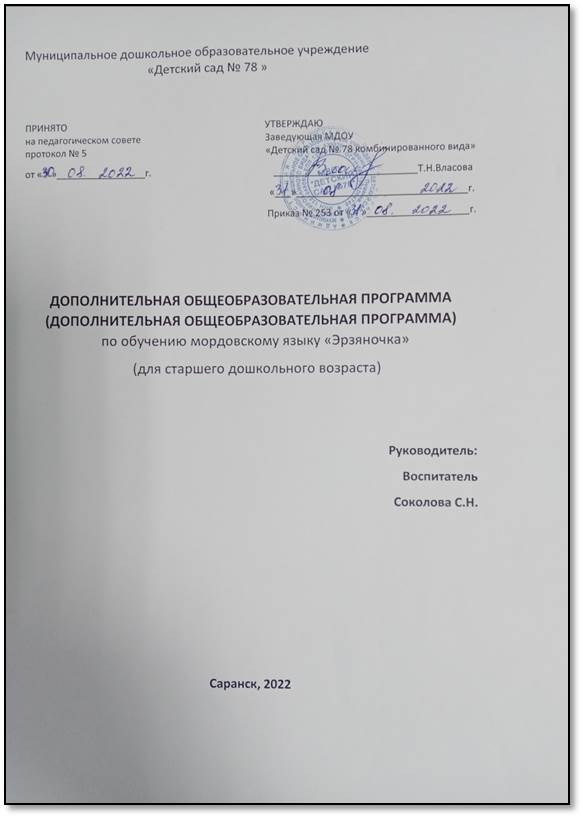 Муниципальное дошкольное образовательное учреждение
«Детский сад № 78 »
ПРИНЯТО
на педагогическом совете
протокол № 5
от «30» 08 2022 г.
УТВЕРЖДАЮ
Заведующая МДОУ
«Детский сад № 78 комбинированного вида»
Т.Н.Власова
«31» 08 2022 г.
Приказ № 253 от «31» 08. 2022 г.
ДОПОЛНИТЕЛЬНАЯ ОБЩЕОБРАЗОВАТЕЛЬНАЯ ПРОГРАММА
(ДОПОЛНИТЕЛЬНАЯ ОБЩЕОБРАЗОВАТЕЛЬНАЯ ПРОГРАММА)
по обучению мордовскому языку «Эрзяночка»
(для старшего дошкольного возраста)
Руководитель:
Воспитатель
Соколова С.Н.
Саранск, 2022